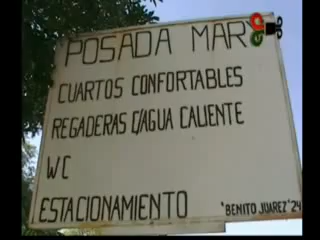 POSADA MARY
CUARTOS CONFORTABLES
REGADERAS C/AGUA CALIENTE
WC
ESTACIONAMIENTO
'BENITO JUAREZ' 24